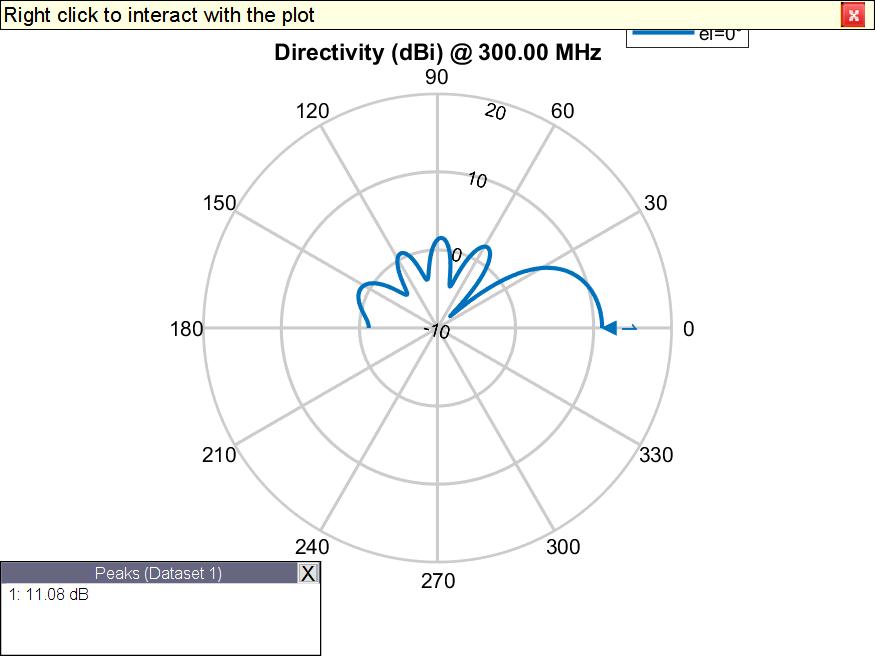 Right click to interact with the plot
el=0°
Directivity (dBi) @ 300.00 MHz
90
120
20
60
10
150
30
0
180
-10
1
0
210
330
240
300
270
Peaks (Dataset 1)
X
1: 11.08 dB